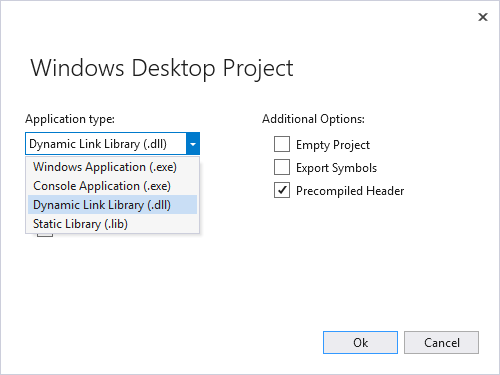 Windows Desktop Project
Application type:
Dynamic Link Library (.dll)
Windows Application (.exe)
Console Application (.exe)
Dynamic Link Library (.dll)
Static Library (.lib)
Additional Options:
Empty Project
Export Symbols
Precompiled Header
Ok
Cancel